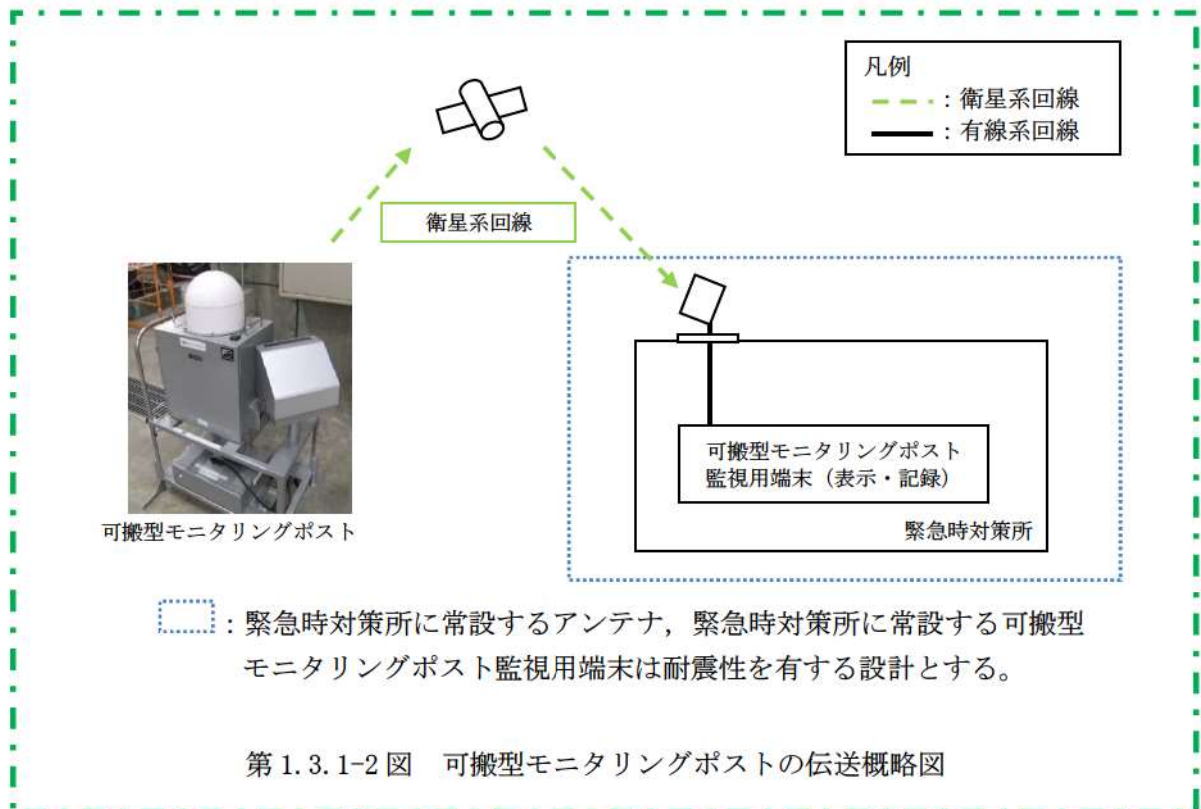 凡例
：衛星系回線
：有線系回線
衛星系回線
可搬型モニタリングポスト
監視用端末（表示・記録）
緊急時対策所
可搬型モニタリングポスト
：緊急時対策所に常設するアンテナ，緊急時対策所に常設する可搬型
モニタリングポスト監視用端末は耐震性を有する設計とする。
第1.3.1-2図　可搬型モニタリングポストの伝送概略図